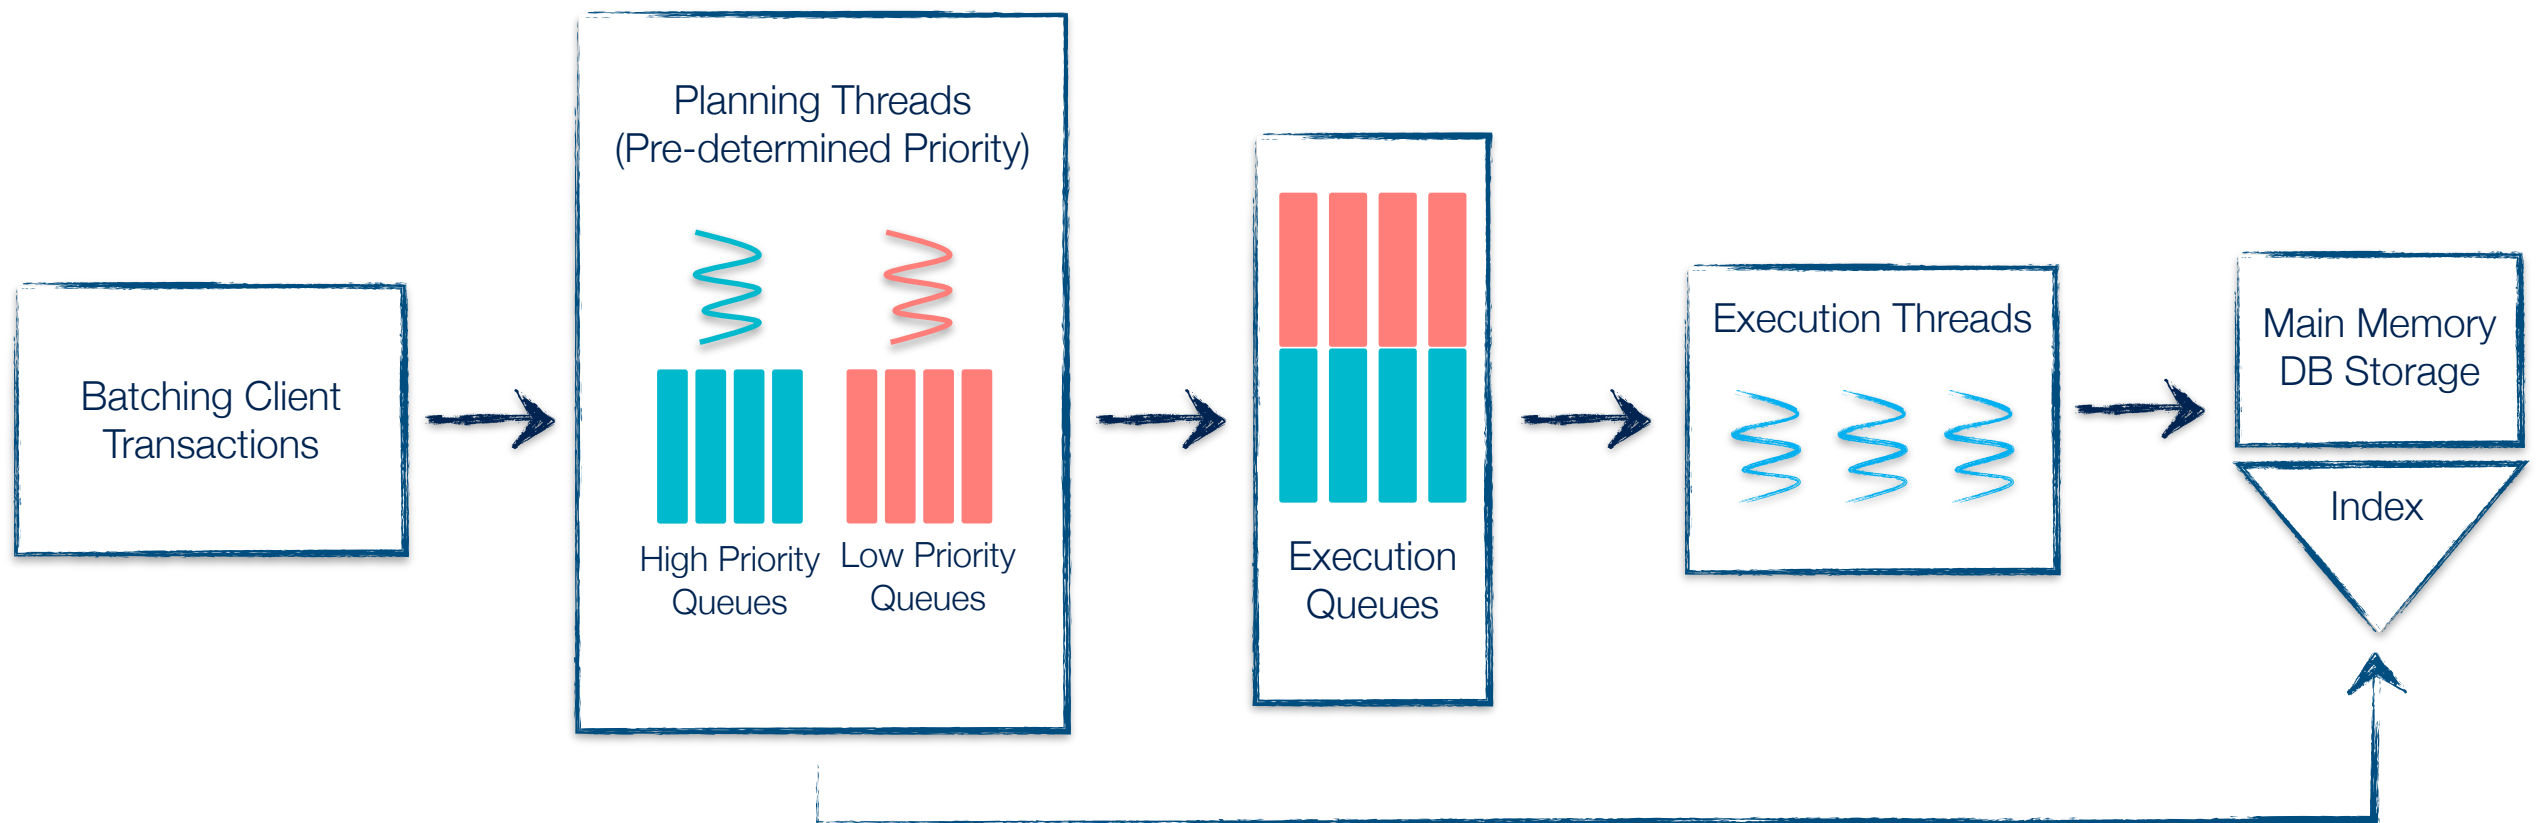 Batching Client
Transactions
Planning Threads
(Pre-determined Priority)
High Priority
Queues
Low Priority
Queues
Execution
Queues
Execution Threads
Main Memory
DB Storage
Index